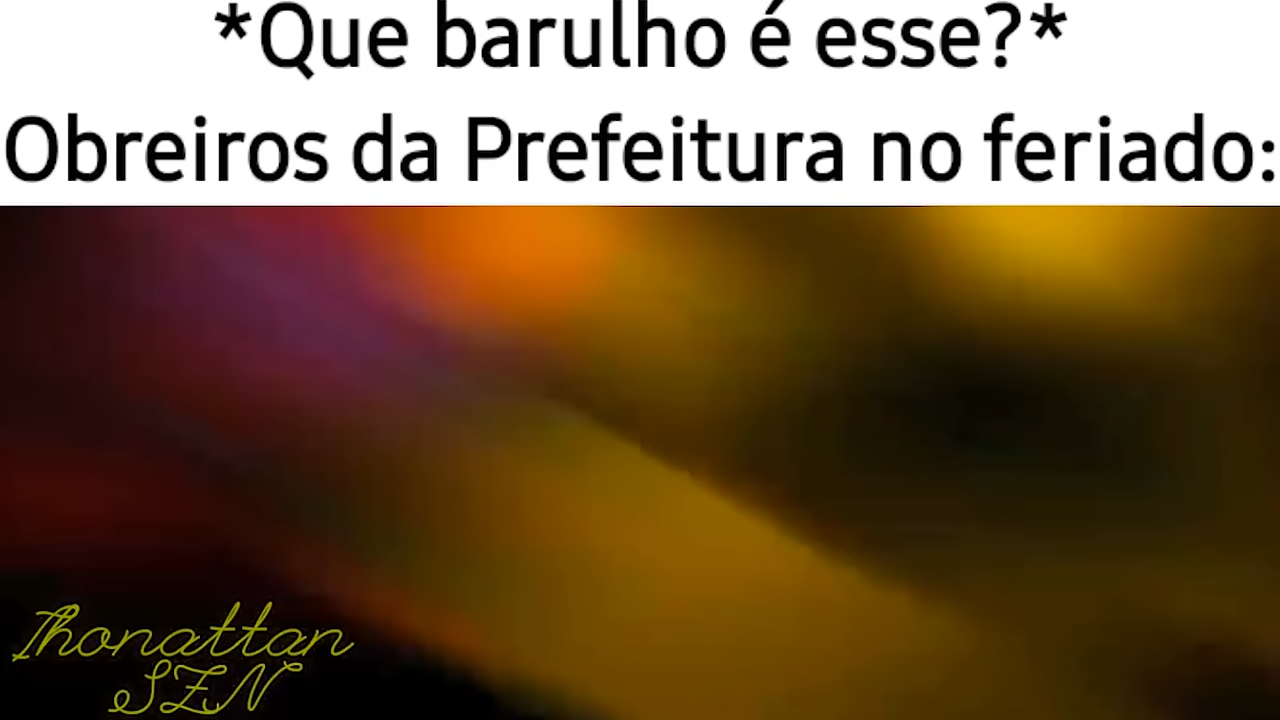 *Que barulho é esse?*
Obreiros da Prefeitura no feriado:
Jhonattan
SZN